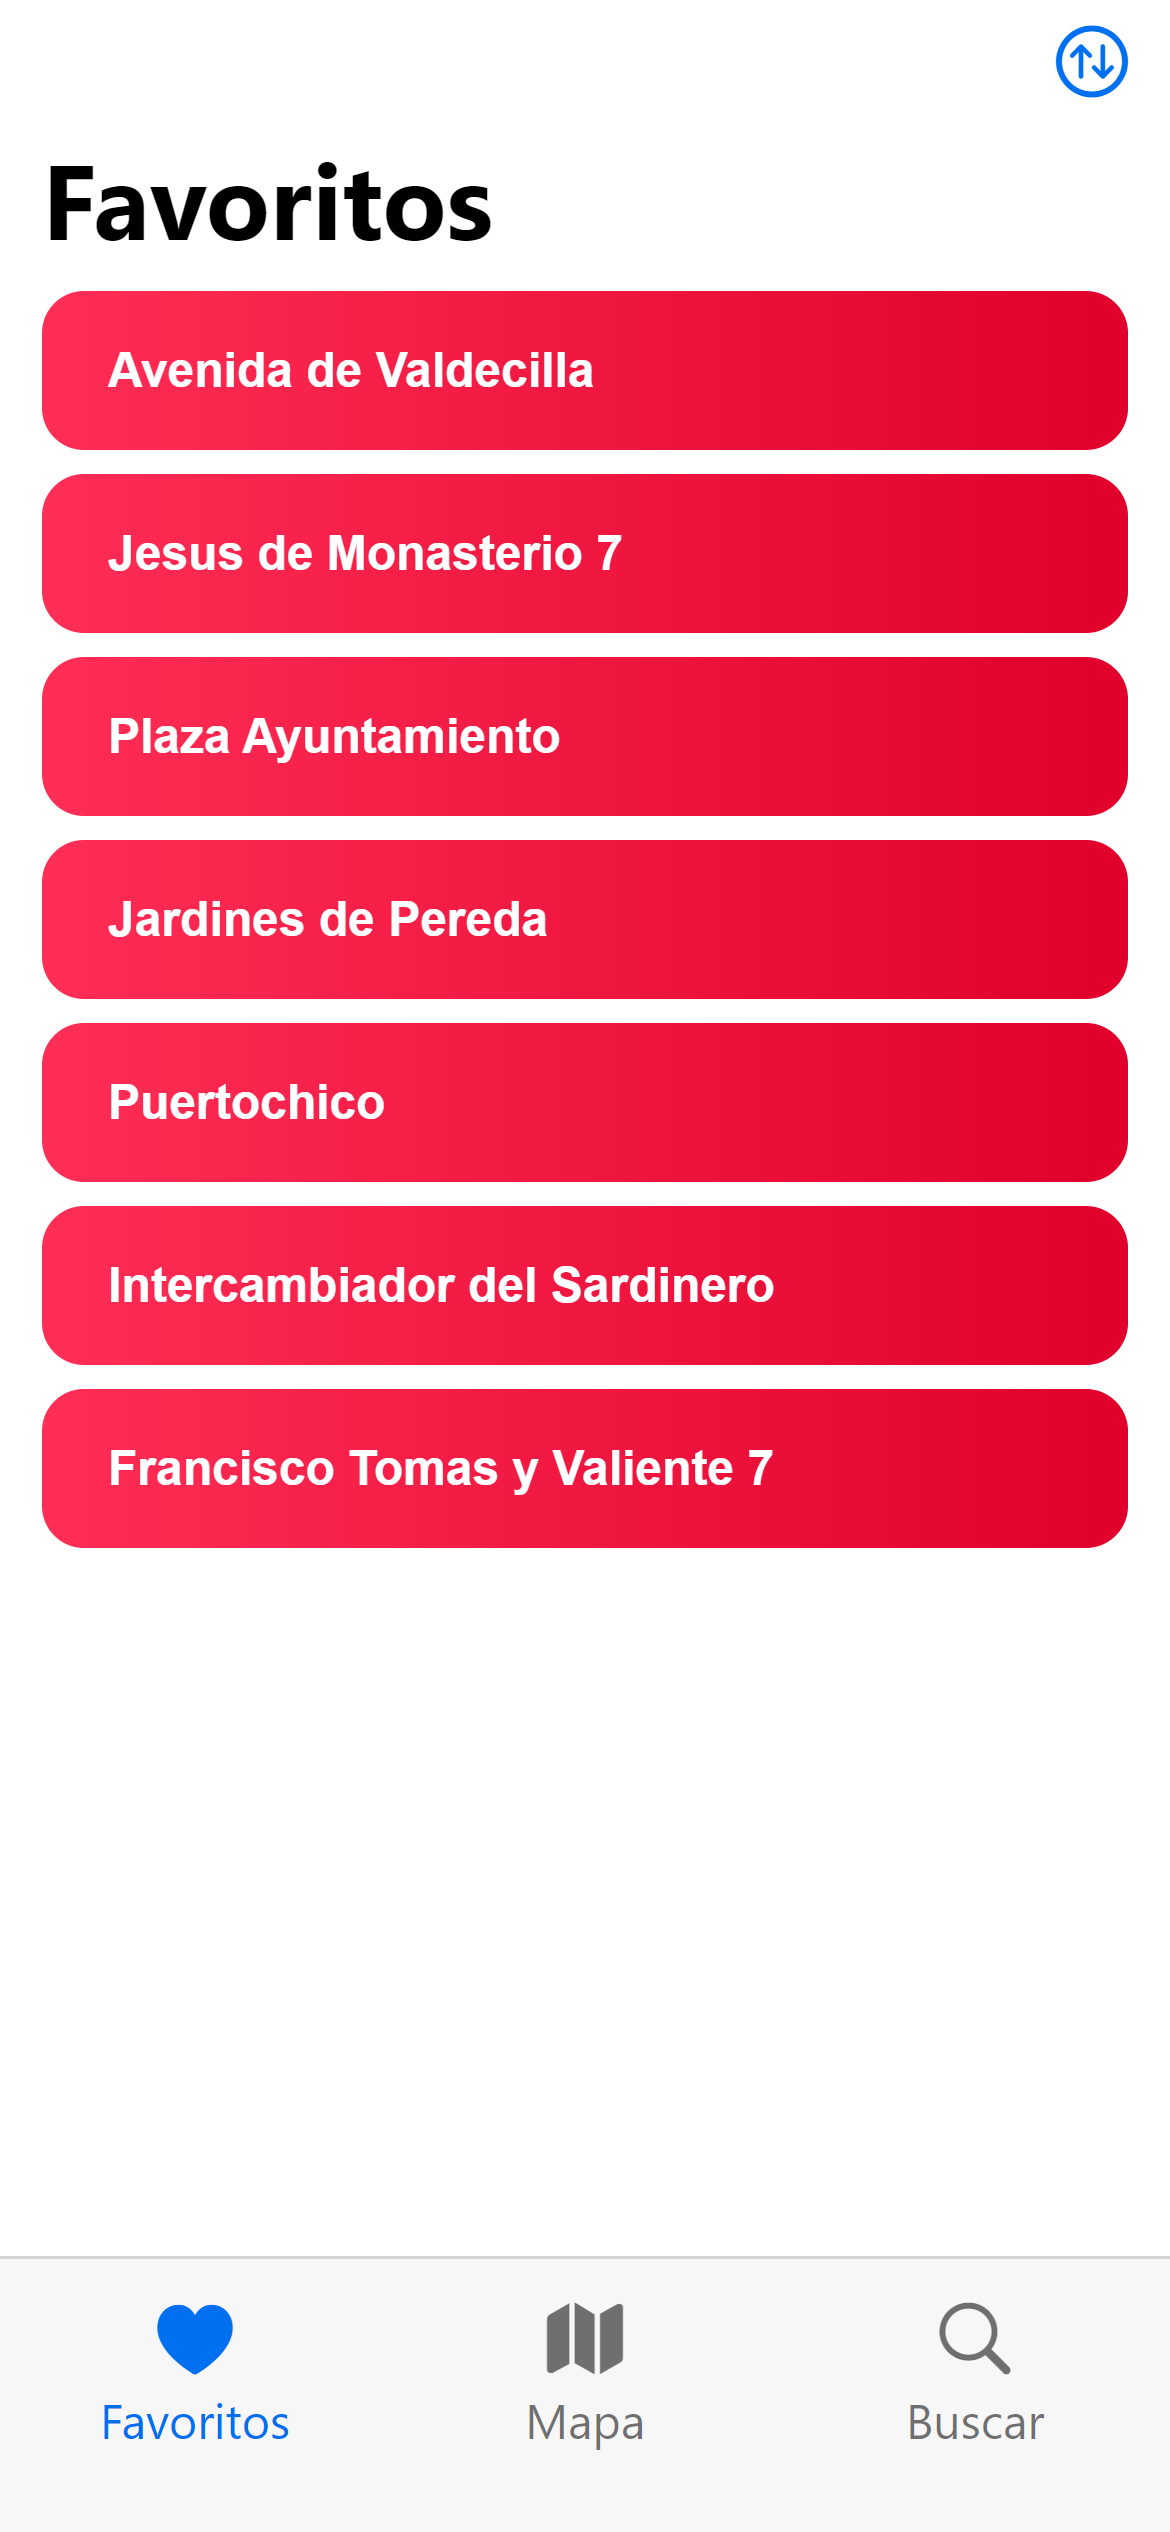 Favoritos
Avenida de Valdecilla
Jesus de Monasterio 7
Plaza Ayuntamiento
Jardines de Pereda
Puertochico
Intercambiador del Sardinero
Francisco Tomas y Valiente 7
Favoritos
Mapa
Buscar